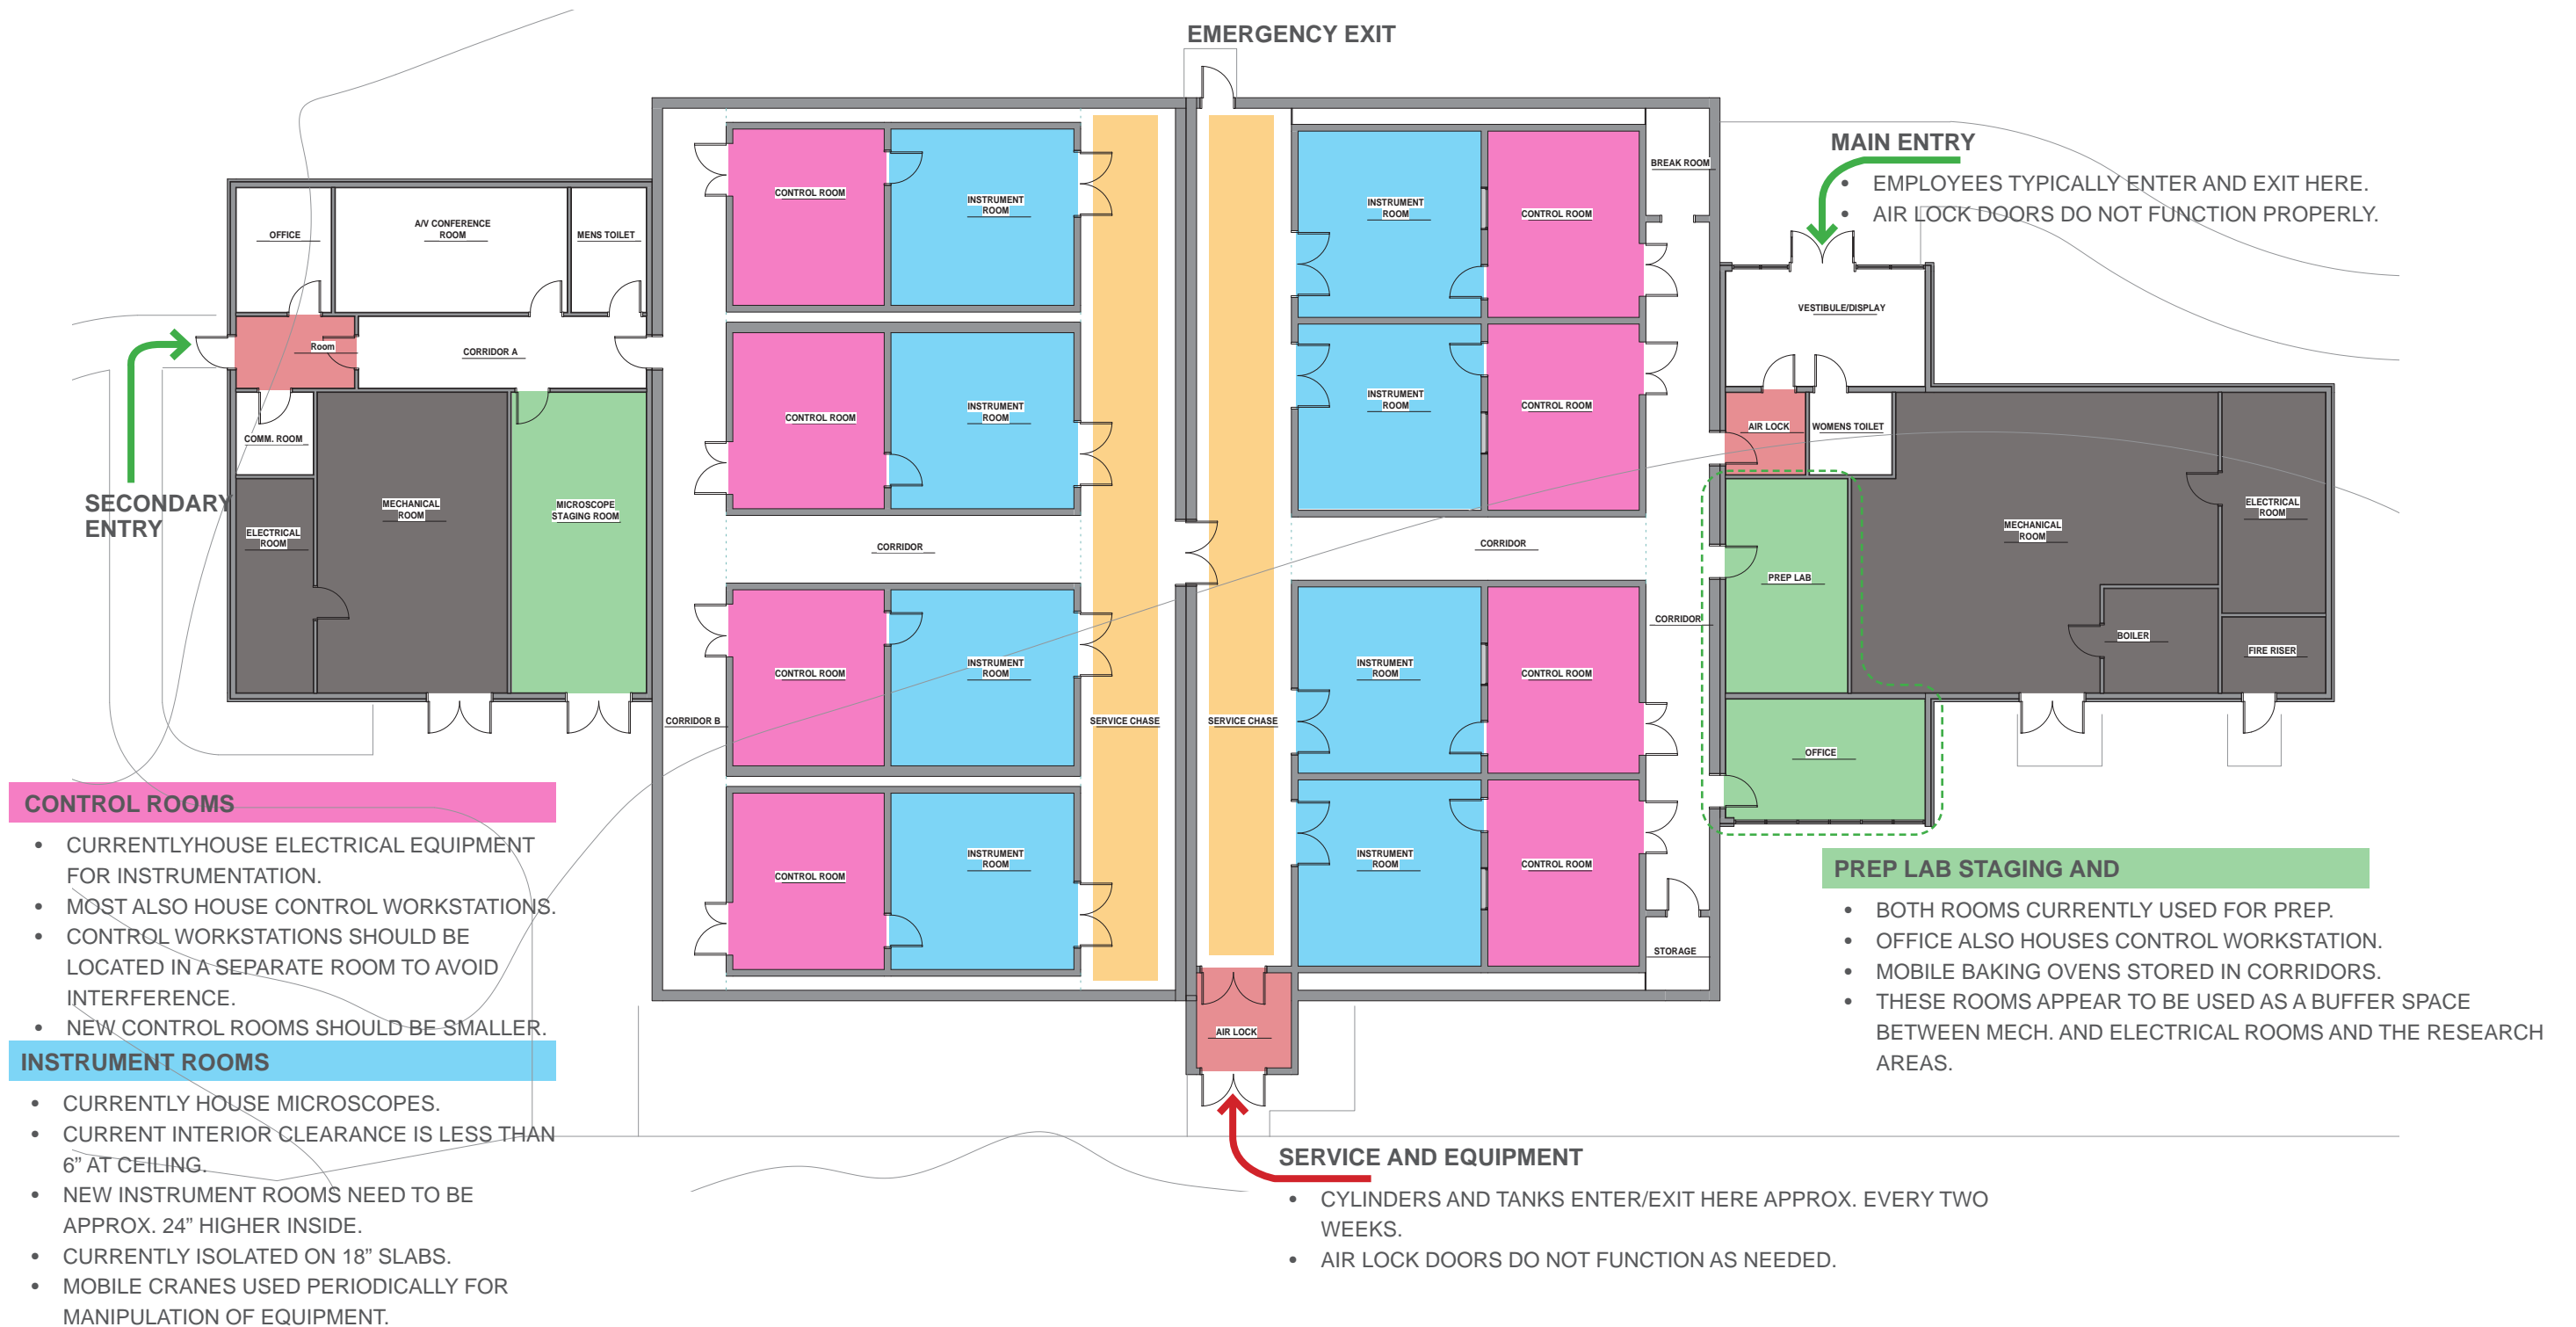 EMERGENCY EXIT
MAIN ENTRY
• EMPLOYEES TYPICALLY ENTER AND EXIT HERE.
• AIR LOCK DOORS DO NOT FUNCTION PROPERLY.
BREAK ROOM
CONTROL ROOM
INSTRUMENT
ROOM
INSTRUMENT
ROOM
CONTROL ROOM
OFFICE
A/V CONFERENCE
ROOM
MENS TOILET
VESTIBULE/DISPLAY
Room
CORRIDOR A
CONTROL ROOM
INSTRUMENT
ROOM
INSTRUMENT
ROOM
CONTROL ROOM
AIR LOCK
WOMENS TOILET
COMM. ROOM
SECONDARY
ENTRY
MECHANICAL
ROOM
MICROSCOPE
STAGING ROOM
ELECTRICAL
ROOM
ELECTRICAL
ROOM
MECHANICAL
ROOM
CORRIDOR
CORRIDOR
PREP LAB
CORRIDOR
BOILER
FIRE RISER
CONTROL ROOM
INSTRUMENT
ROOM
INSTRUMENT
ROOM
CONTROL ROOM
CORRIDOR B
SERVICE CHASE
SERVICE CHASE
OFFICE
CONTROL ROOM
INSTRUMENT
ROOM
INSTRUMENT
ROOM
CONTROL ROOM
STORAGE
AIR LOCK
CONTROL ROOMS
• CURRENTLYHOUSE ELECTRICAL EQUIPMENT
FOR INSTRUMENTATION.
• MOST ALSO HOUSE CONTROL WORKSTATIONS.
• CONTROL WORKSTATIONS SHOULD BE
LOCATED IN A SEPARATE ROOM TO AVOID
INTERFERENCE.
• NEW CONTROL ROOMS SHOULD BE SMALLER.
INSTRUMENT ROOMS
• CURRENTLY HOUSE MICROSCOPES.
• CURRENT INTERIOR CLEARANCE IS LESS THAN
6” AT CEILING.
• NEW INSTRUMENT ROOMS NEED TO BE
APPROX. 24” HIGHER INSIDE.
• CURRENTLY ISOLATED ON 18” SLABS.
• MOBILE CRANES USED PERIODICALLY FOR
MANIPULATION OF EQUIPMENT.
PREP LAB STAGING AND
• BOTH ROOMS CURRENTLY USED FOR PREP.
• OFFICE ALSO HOUSES CONTROL WORKSTATION.
• MOBILE BAKING OVENS STORED IN CORRIDORS.
• THESE ROOMS APPEAR TO BE USED AS A BUFFER SPACE
BETWEEN MECH. AND ELECTRICAL ROOMS AND THE RESEARCH
AREAS.
SERVICE AND EQUIPMENT
• CYLINDERS AND TANKS ENTER/EXIT HERE APPROX. EVERY TWO
WEEKS.
• AIR LOCK DOORS DO NOT FUNCTION AS NEEDED.